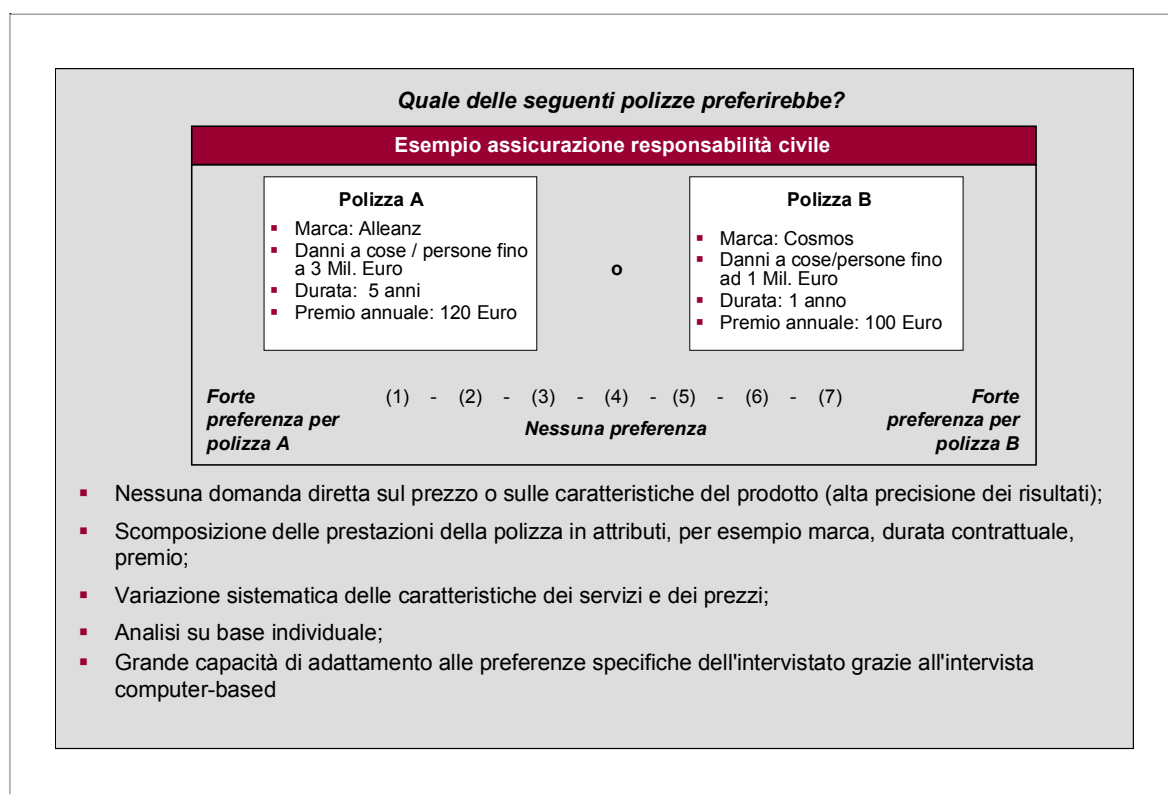 Quale delle seguenti polizze preferirebbe?
Esempio assicurazione responsabilità civile
Polizza A
▪ Marca: Alleanz
▪ Danni a cose / persone fino
a 3 Mil. Euro
▪ Durata: 5 anni
▪ Premio annuale: 120 Euro
o
Polizza B
▪ Marca: Cosmos
▪ Danni a cose/persone fino
ad 1 Mil. Euro
▪ Durata: 1 anno
▪ Premio annuale: 100 Euro
Forte
preferenza per
polizza A
(1) - (2) - (3) - (4) - (5) - (6) - (7)
Nessuna preferenza
Forte
preferenza per
polizza B
▪ Nessuna domanda diretta sul prezzo o sulle caratteristiche del prodotto (alta precisione dei risultati);
▪ Scomposizione delle prestazioni della polizza in attributi, per esempio marca, durata contrattuale,
premio;
▪ Variazione sistematica delle caratteristiche dei servizi e dei prezzi;
▪ Analisi su base individuale;
▪ Grande capacità di adattamento alle preferenze specifiche dell'intervistato grazie all'intervista
computer-based